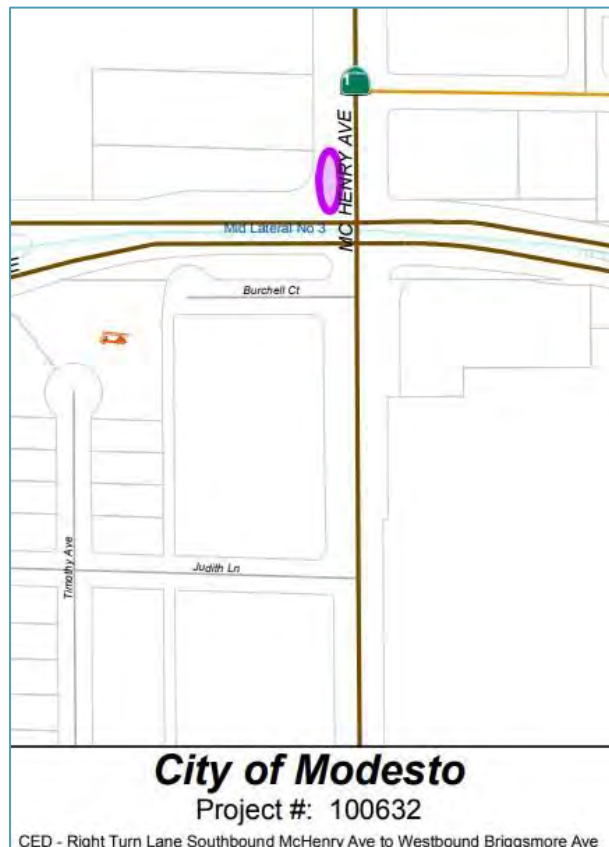 MC HENRY AVE
Mid Lateral No 3
Burchell Ct
Timothy Ave
Judith Ln
City of Modesto
Project #: 100632
CED - Right Turn Lane Southbound McHenry Ave to Westbound Briggsmore Ave